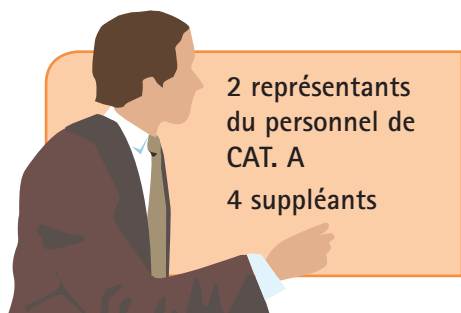 2 représentants
du personnel de
CAT. A
4 suppléants